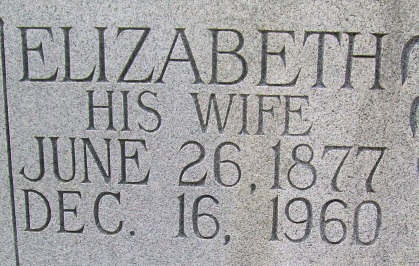 ELIZABETH
HIS WIFE
JUNE 26, 1877
DEC. 16, 1960